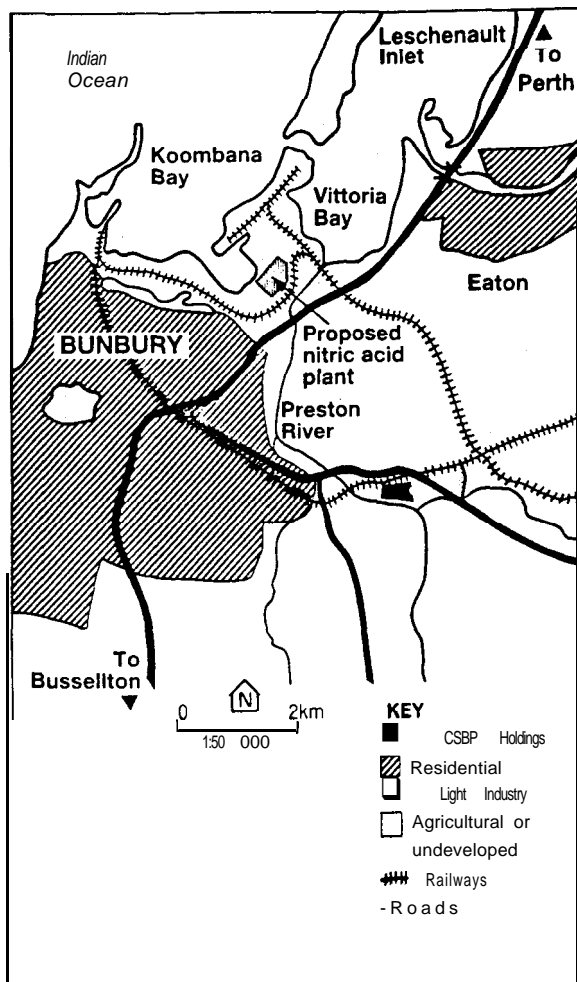 Leschenault
Inlet
To
Perth
Indian
Ocean
Koombana
Bay
Vittoria
Bay
Eaton
BUNBURY
Proposed
nitric acid
plant
Preston
River
To
Bussellton
N
0 2km
1:50 000
KEY
CSBP Holdings
Residential
Light Industry
Agricultural or
undeveloped
Railways
-Roads